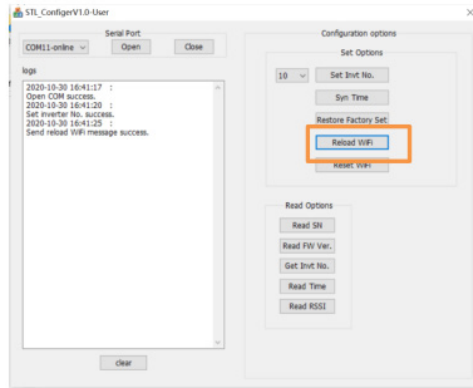 STL_ConfigerV1.0-User
Serial Port
COM11-online
Open
Close
logs
2020-10-30 16:41:17 :
Open COM success.
2020-10-30 16:41:20 :
Set inverter No. success.
2020-10-30 16:41:25 :
Send reload WiFi message success.
clear
Configuration options
Set Options
10
Set Invt No.
Syn Time
Restore Factory Set
Reload WiFi
Reset WiFi
Read Options
Read SN
Read FW Ver.
Get Invt No.
Read Time
Read RSSI